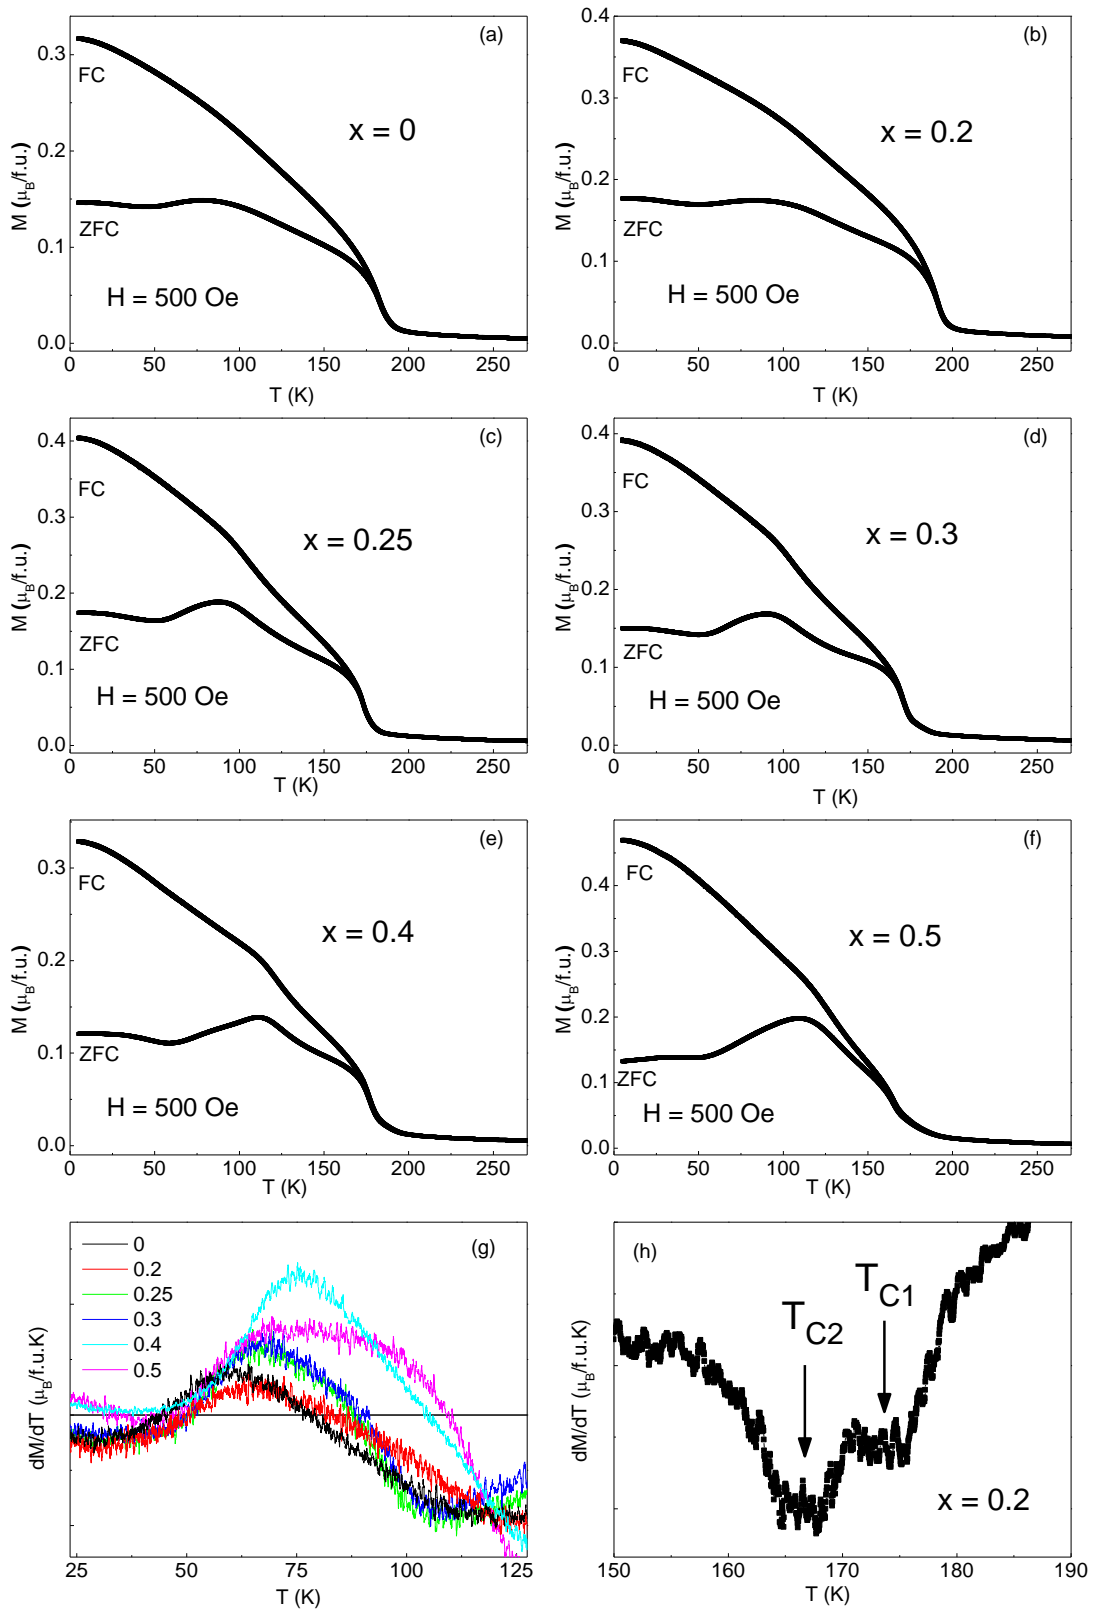 (a)
0.3
FC
x = 0
0.2
M (μB/f.u.)
0.1
ZFC
H = 500 Oe
0.0
0 50 100 150 200 250
T (K)
0.4
(b)
FC
0.3
x = 0.2
M (μB/f.u.)
0.2
ZFC
0.1
H = 500 Oe
0.0
0 50 100 150 200 250
T (K)
(c)
0.4
FC
0.3
x = 0.25
M (μB/f.u.)
0.2
ZFC
0.1
H = 500 Oe
0.0
0 50 100 150 200 250
T (K)
(d)
0.4
FC
0.3
x = 0.3
M (μB/f.u.)
0.2
ZFC
0.1
H = 500 Oe
0.0
0 50 100 150 200 250
T (K)
(e)
0.3
FC
x = 0.4
0.2
M (μB/f.u.)
0.1
ZFC
H = 500 Oe
0.0
0 50 100 150 200 250
T (K)
(f)
0.4
FC
x = 0.5
0.3
M (μB/f.u.)
0.2
0.1
ZFC
H = 500 Oe
0.0
0 50 100 150 200 250
T (K)
(g)
0
0.2
0.25
0.3
0.4
0.5
dM/dT (μB/f.u.K)
25 50 75 100 125
T (K)
(h)
TC1
TC2
dM/dT (μB/f.u.K)
x = 0.2
150 160 170 180 190
T (K)